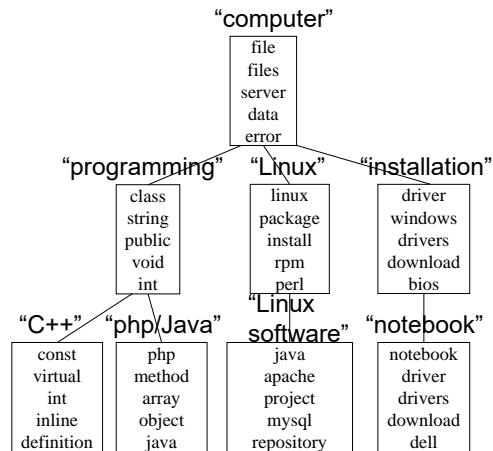 “computer”
file
files
server
data
error
“programming”
class
string
public
void
int
“Linux”
linux
package
install
rpm
perl
“installation”
driver
windows
drivers
download
bios
“C++”
const
virtual
int
inline
definition
“php/Java”
php
method
array
object
java
“Linux
software”
java
apache
project
mysql
repository
“notebook”
notebook
driver
drivers
download
dell